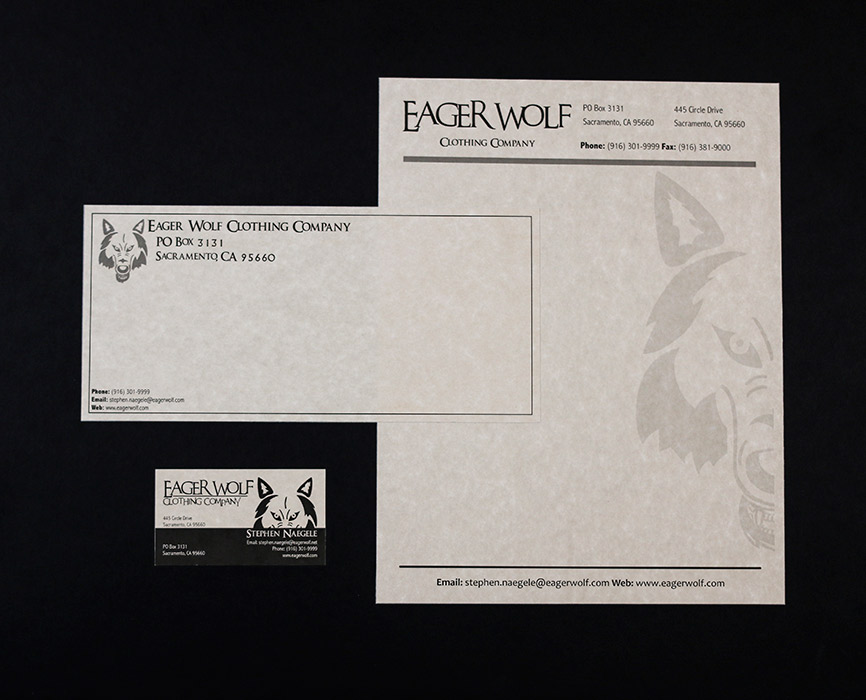 EAGER WOLF
CLOTHING COMPANY
PO Box 3131
Sacramento, CA 95660
445 Circle Drive
Sacramento, CA 95660
Phone: (916) 301-9999 Fax: (916) 381-9000
Email: stephen.naegele@eagerwolf.com Web: www.eagerwolf.com
EAGER WOLF CLOTHING COMPANY
PO BOX 3131
SACRAMENTO, CA 95660
Phone: (916) 301-9999
Email: stephen.naegele@eagerwolf.com
Web: www.eagerwolf.com
EAGER WOLF
CLOTHING COMPANY
445 Circle Drive
Sacramento, CA 95660
PO Box 3131
Sacramento, CA 95660
STEPHEN NAEGELE
Email: stephen.naegele@eagerwolf.net
Phone: (916) 301-9999
www.eagerwolf.com